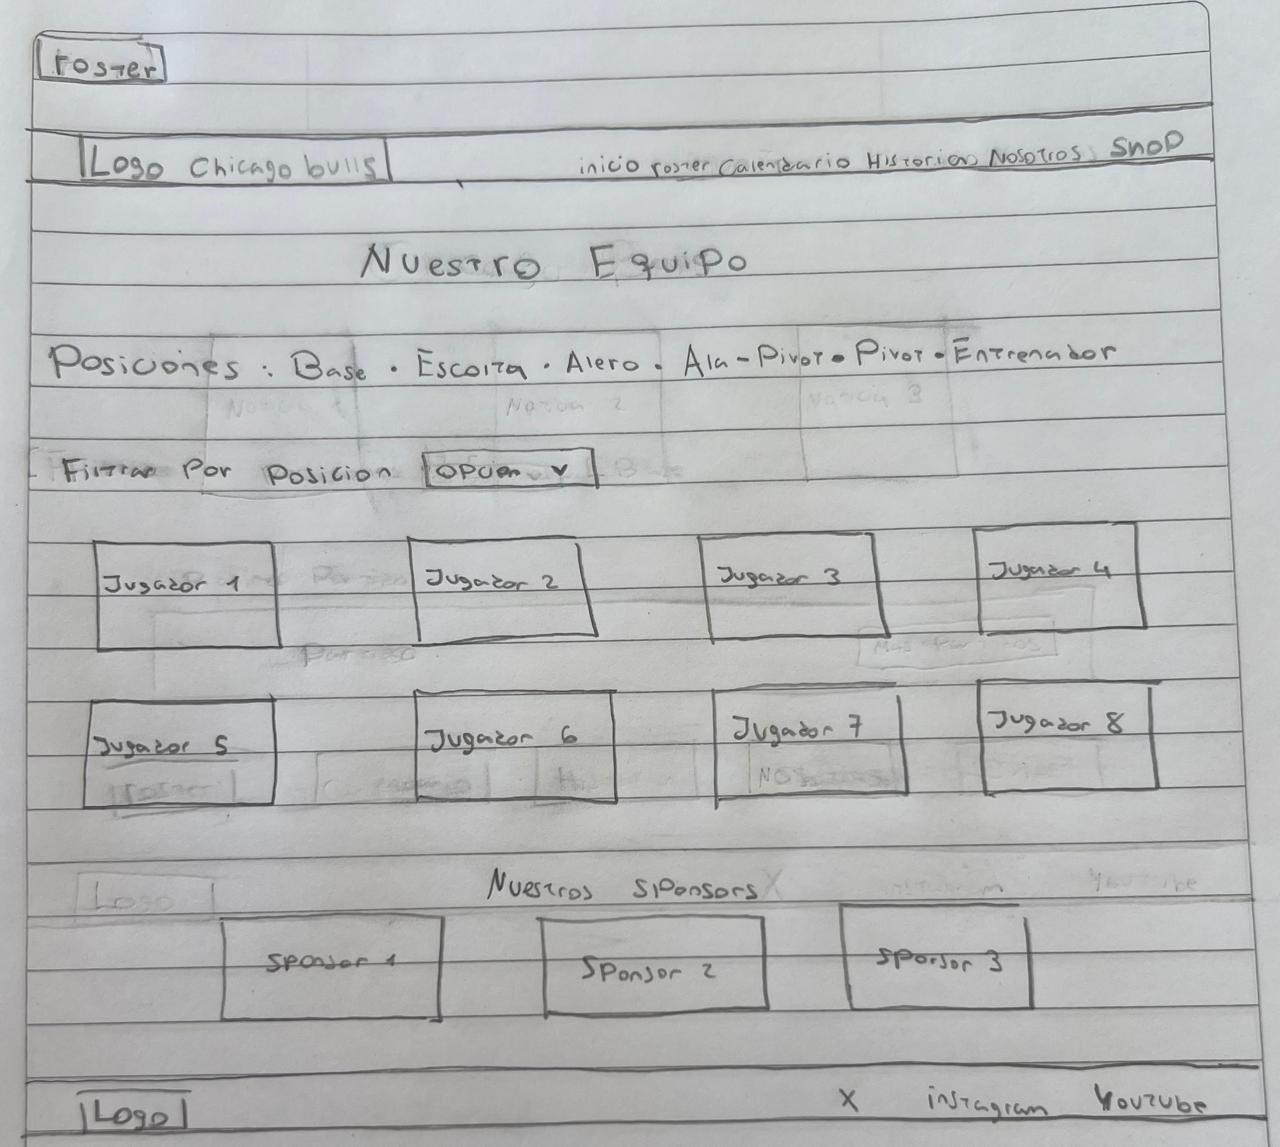 roster
Logo Chicago bulls
inicio roster Calendario Historia Nosotros Shop
Nuestro Equipo
Posiciones : Base · Escolta · Alero · Ala-Pivot · Pivot · Entrenador
Filtrar Por Posicion opcion v
Jugador 1 Jugador 2 Jugador 3 Jugador 4
Jugador 5 Jugador 6 Jugador 7 Jugador 8
Nuestros sponsors
sponsor 1 Sponsor 2 sponsor 3
Logo X instagram Youtube